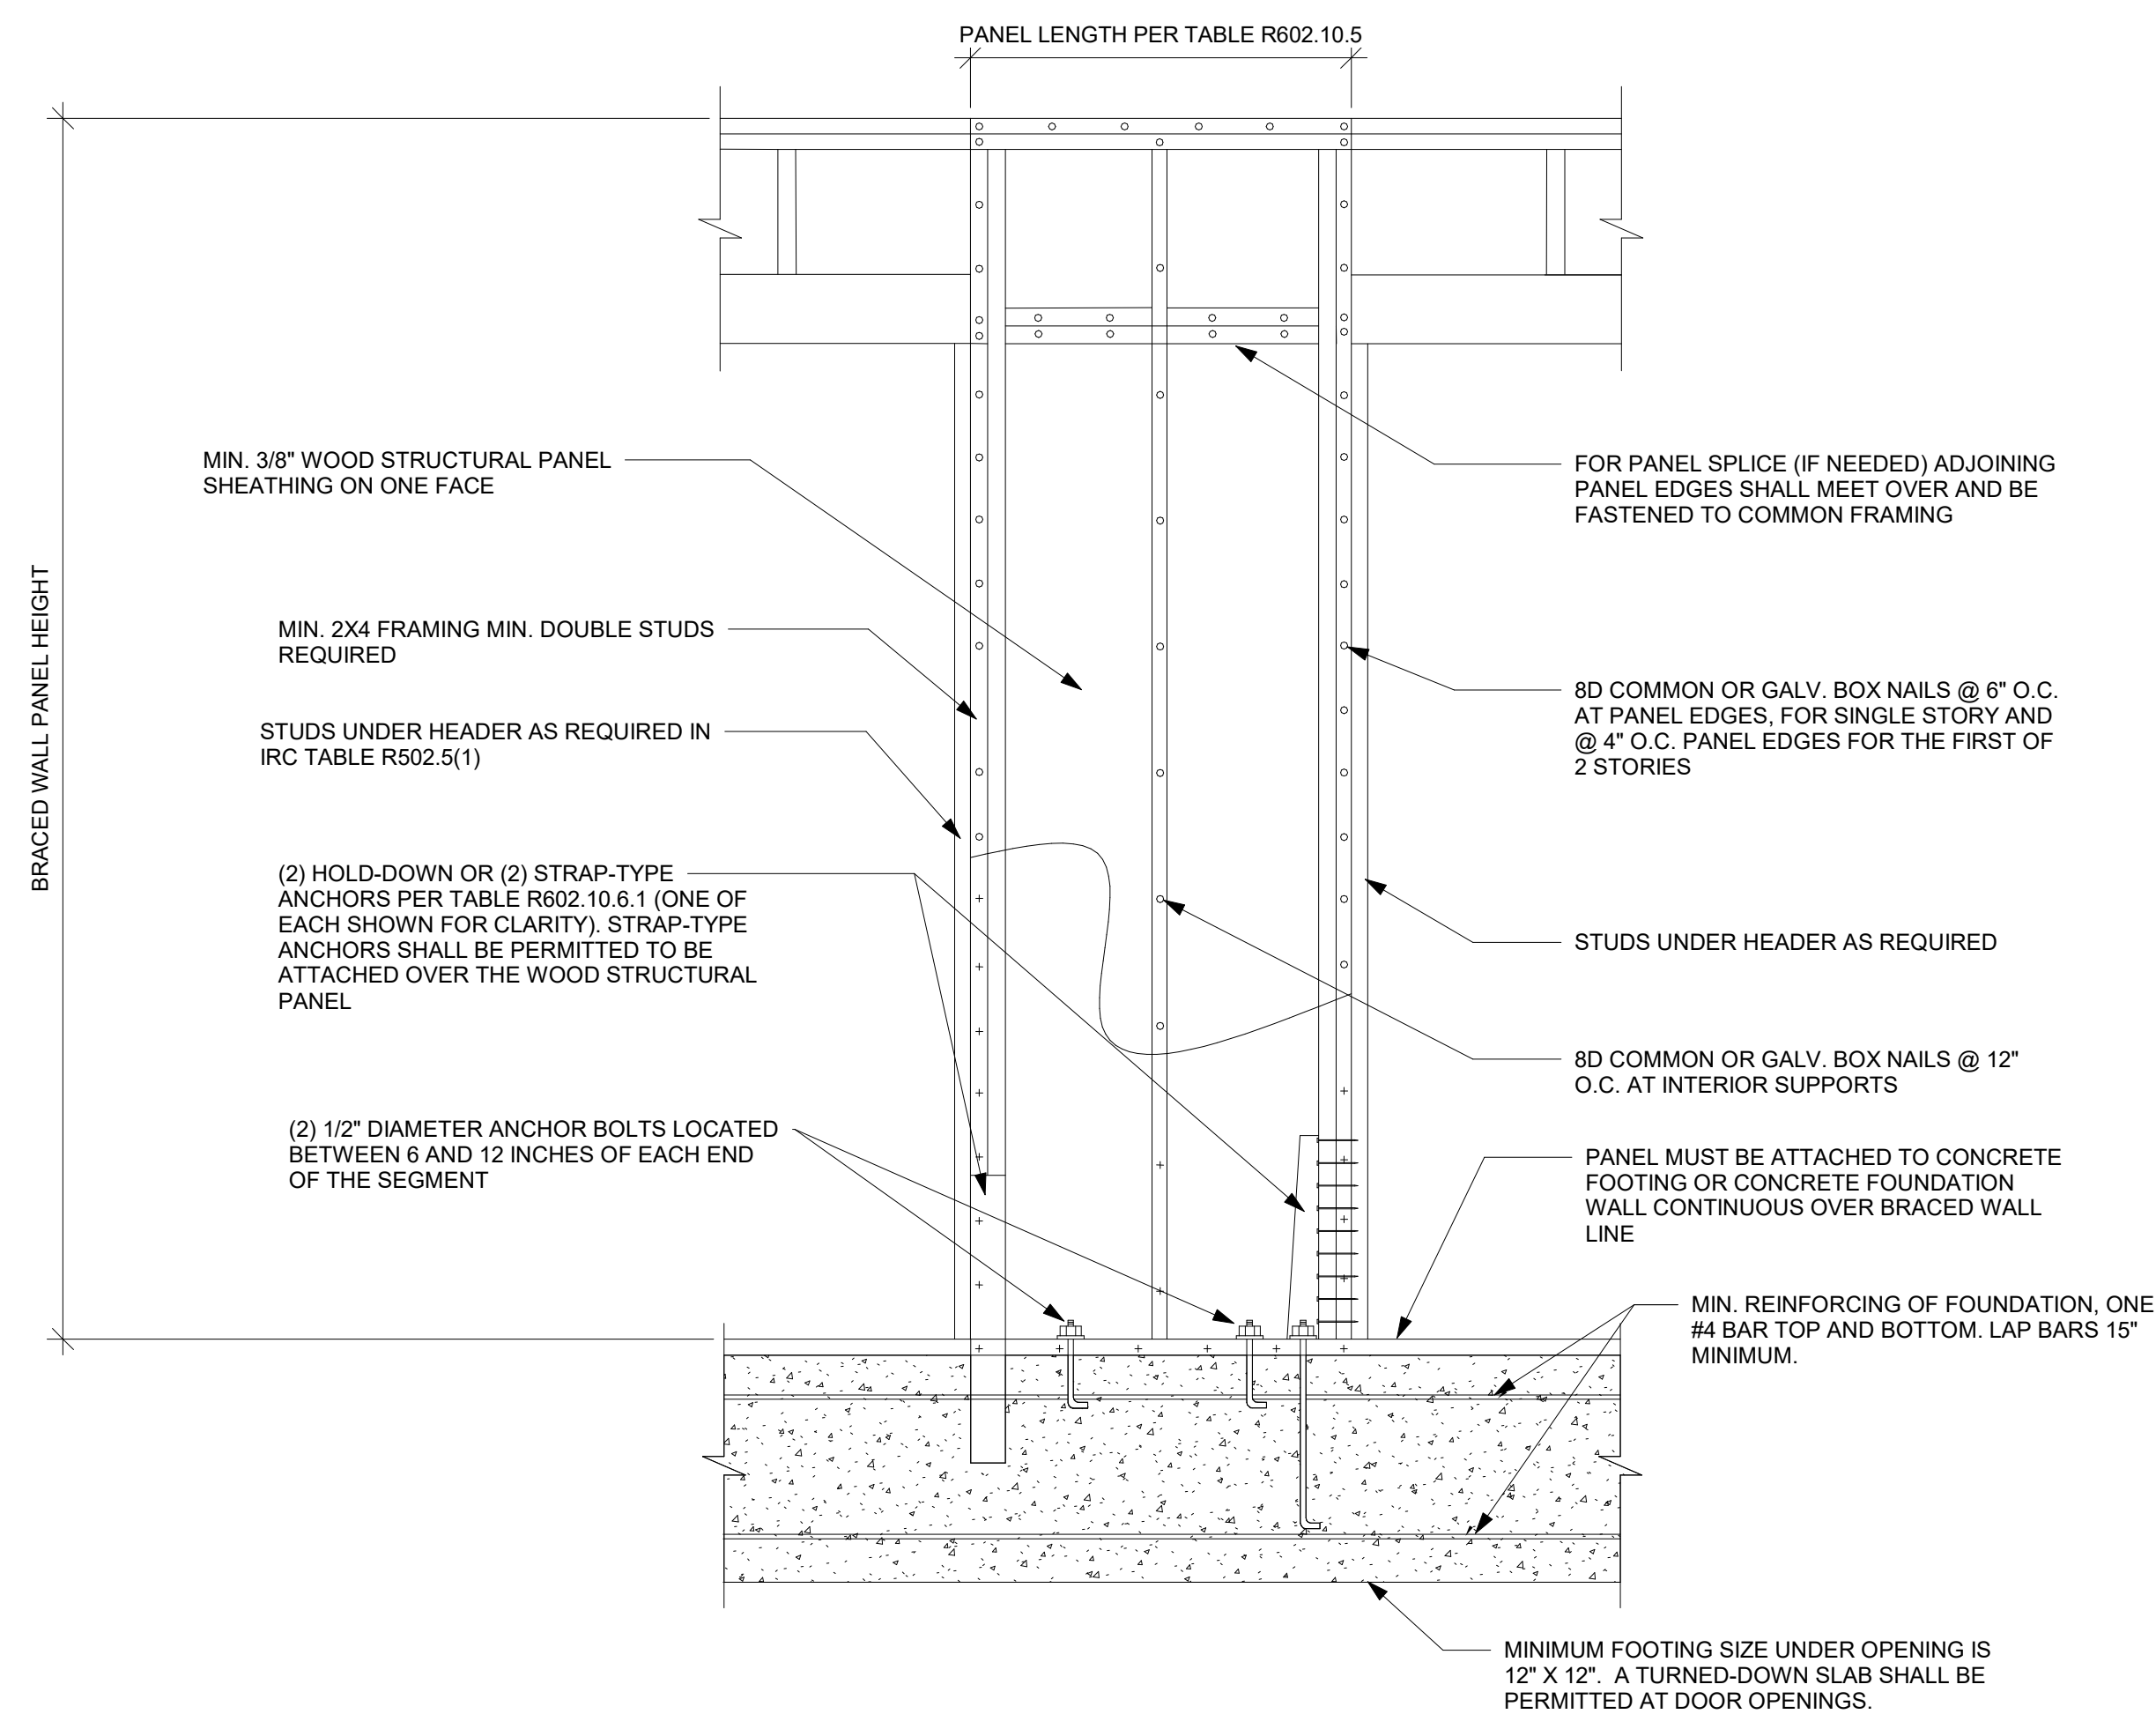 PANEL LENGTH PER TABLE R602.10.5
BRACED WALL PANEL HEIGHT
MIN. 3/8" WOOD STRUCTURAL PANEL
SHEATHING ON ONE FACE
MIN. 2X4 FRAMING MIN. DOUBLE STUDS
REQUIRED
STUDS UNDER HEADER AS REQUIRED IN
IRC TABLE R502.5(1)
(2) HOLD-DOWN OR (2) STRAP-TYPE
ANCHORS PER TABLE R602.10.6.1 (ONE OF
EACH SHOWN FOR CLARITY). STRAP-TYPE
ANCHORS SHALL BE PERMITTED TO BE
ATTACHED OVER THE WOOD STRUCTURAL
PANEL
(2) 1/2" DIAMETER ANCHOR BOLTS LOCATED
BETWEEN 6 AND 12 INCHES OF EACH END
OF THE SEGMENT
FOR PANEL SPLICE (IF NEEDED) ADJOINING
PANEL EDGES SHALL MEET OVER AND BE
FASTENED TO COMMON FRAMING
8D COMMON OR GALV. BOX NAILS @ 6" O.C.
AT PANEL EDGES, FOR SINGLE STORY AND
@ 4" O.C. PANEL EDGES FOR THE FIRST OF
2 STORIES
STUDS UNDER HEADER AS REQUIRED
8D COMMON OR GALV. BOX NAILS @ 12"
O.C. AT INTERIOR SUPPORTS
PANEL MUST BE ATTACHED TO CONCRETE
FOOTING OR CONCRETE FOUNDATION
WALL CONTINUOUS OVER BRACED WALL
LINE
MIN. REINFORCING OF FOUNDATION, ONE
#4 BAR TOP AND BOTTOM. LAP BARS 15"
MINIMUM.
MINIMUM FOOTING SIZE UNDER OPENING IS
12" X 12". A TURNED-DOWN SLAB SHALL BE
PERMITTED AT DOOR OPENINGS.